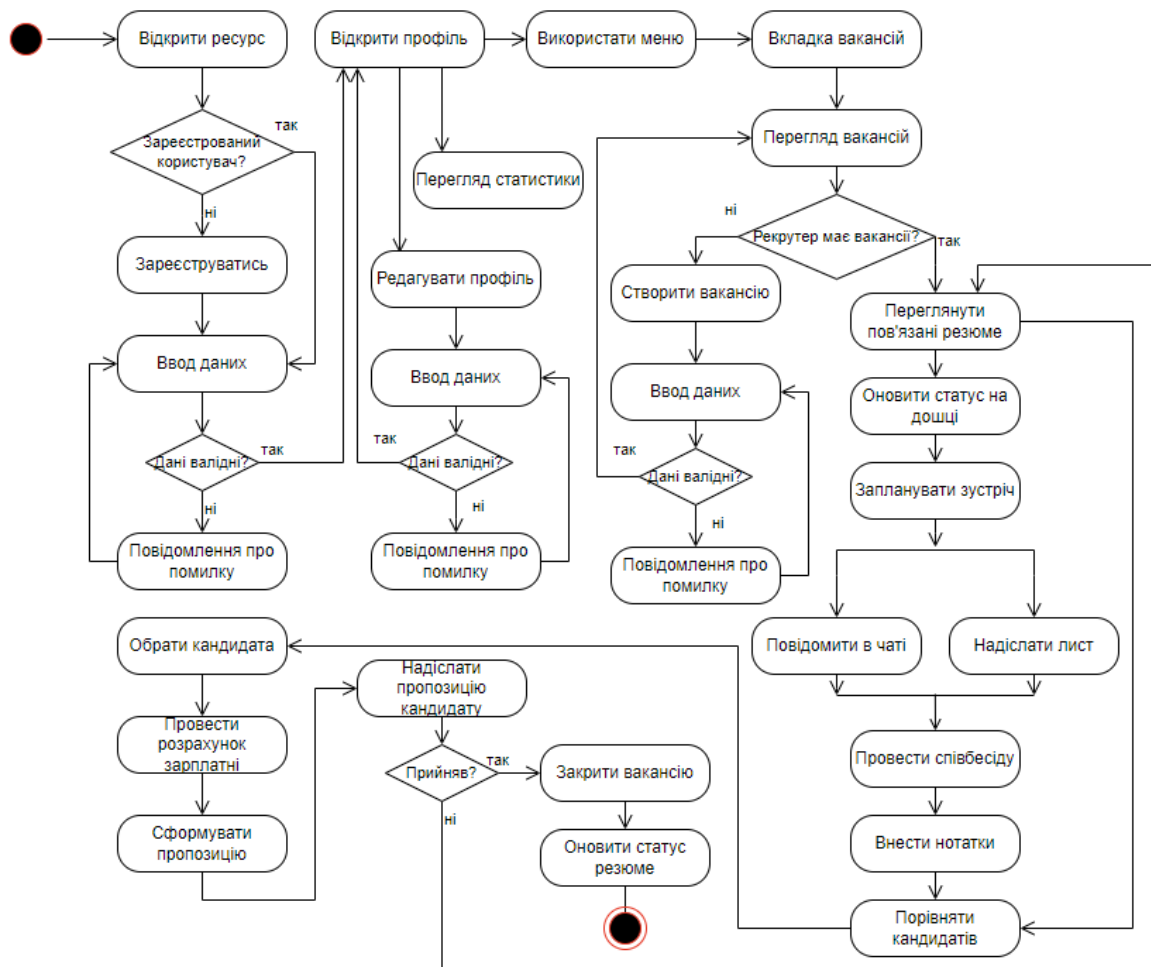 Відкрити ресурс
Відкрити профіль
Використати меню
Вкладка вакансій
Зареєстрований
користувач?
так
ні
Перегляд вакансій
Перегляд статистики
Зареєструватись
Редагувати профіль
ні
Рекрутер має вакансії?
так
Створити вакансію
Переглянути
пов'язані резюме
Ввод даних
Ввод даних
Ввод даних
Оновити статус на
дошці
Дані валідні?
так
ні
так
Дані валідні?
ні
так
Дані валідні?
ні
Запланувати зустріч
Повідомлення про
помилку
Повідомлення про
помилку
Повідомлення про
помилку
Обрати кандидата
Надіслати
пропозицію
кандидату
Повідомити в чаті
Надіслати лист
Провести
розрахунок
зарплатні
Прийняв?
так
ні
Закрити вакансію
Провести співбесіду
Сформувати
пропозицію
Оновити статус
резюме
Внести нотатки
Порівняти
кандидатів